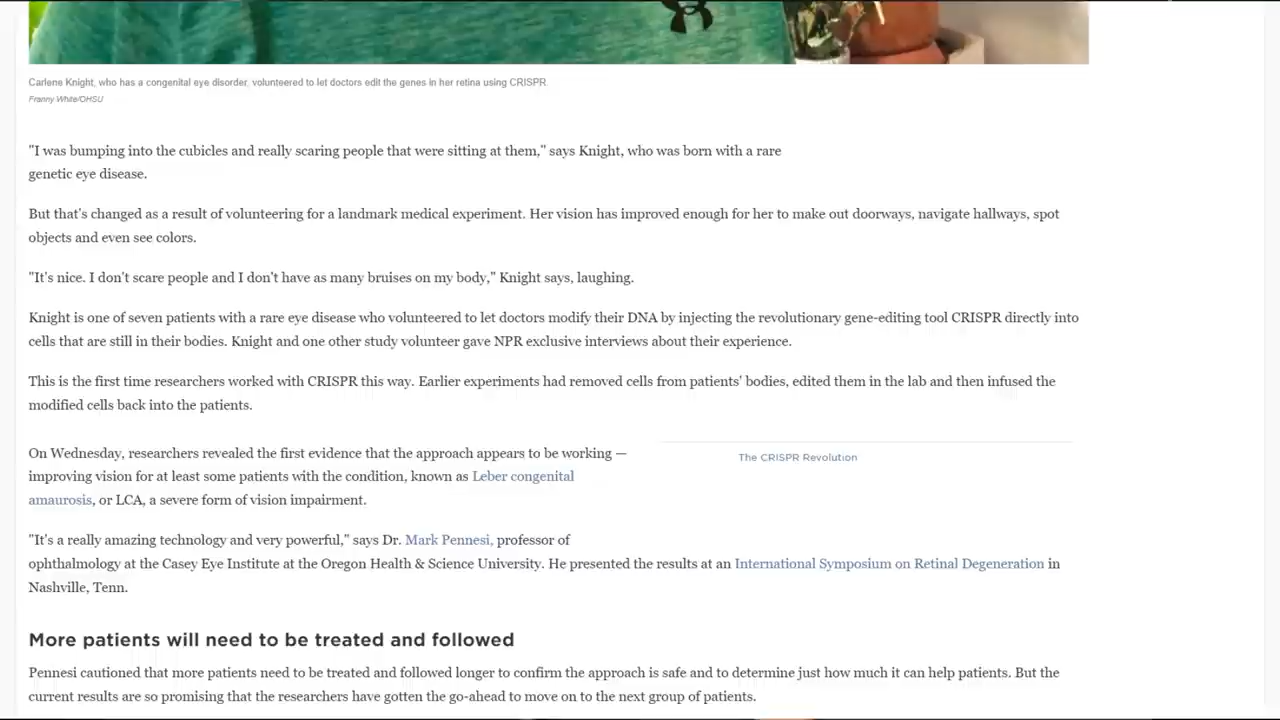 Carlene Knight, who has a congenital eye disorder, volunteered to let doctors edit the genes in her retina using CRISPR.
Franny White/OHSU
"I was bumping into the cubicles and really scaring people that were sitting at them," says Knight, who was born with a rare
genetic eye disease.
But that's changed as a result of volunteering for a landmark medical experiment. Her vision has improved enough for her to make out doorways, navigate hallways, spot
objects and even see colors.
"It's nice. I don't scare people and I don't have as many bruises on my body," Knight says, laughing.
Knight is one of seven patients with a rare eye disease who volunteered to let doctors modify their DNA by injecting the revolutionary gene-editing tool CRISPR directly into
cells that are still in their bodies. Knight and one other study volunteer gave NPR exclusive interviews about their experience.
This is the first time researchers worked with CRISPR this way. Earlier experiments had removed cells from patients' bodies, edited them in the lab and then infused the
modified cells back into the patients.
On Wednesday, researchers revealed the first evidence that the approach appears to be working —
improving vision for at least some patients with the condition, known as Leber congenital
amaurosis, or LCA, a severe form of vision impairment.
The CRISPR Revolution
"It's a really amazing technology and very powerful," says Dr. Mark Pennesi, professor of
ophthalmology at the Casey Eye Institute at the Oregon Health & Science University. He presented the results at an International Symposium on Retinal Degeneration in
Nashville, Tenn.
More patients will need to be treated and followed
Pennesi cautioned that more patients need to be treated and followed longer to confirm the approach is safe and to determine just how much it can help patients. But the
current results are so promising that the researchers have gotten the go-ahead to move on to the next group of patients.